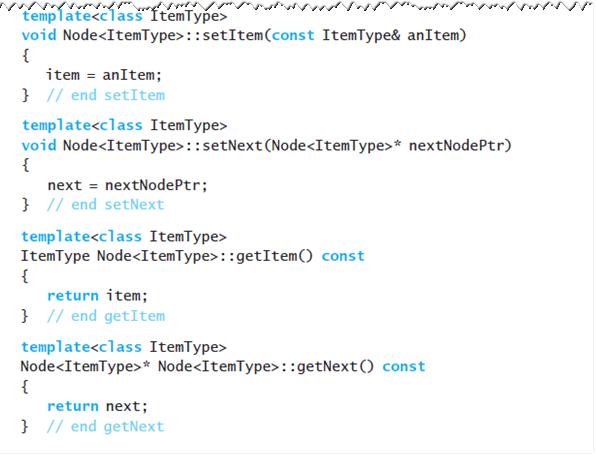 template<class ItemType>
void Node<ItemType>::setItem(const ItemType& anItem)
{
   item = anItem;
}  // end setItem
template<class ItemType>
void Node<ItemType>::setNext(Node<ItemType>* nextNodePtr)
{
   next = nextNodePtr;
}  // end setNext
template<class ItemType>
ItemType Node<ItemType>::getItem() const
{
   return item;
}  // end getItem
template<class ItemType>
Node<ItemType>* Node<ItemType>::getNext() const
{
   return next;
}  // end getNext